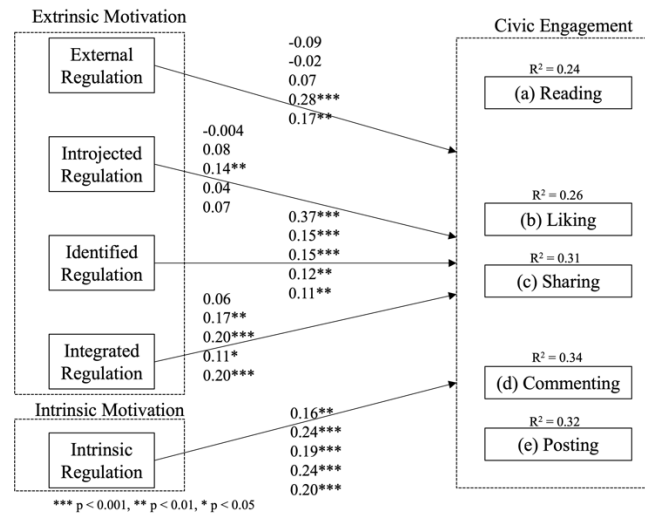 Extrinsic Motivation
External
Regulation
Introjected
Regulation
Identified
Regulation
Integrated
Regulation
Intrinsic Motivation
Intrinsic
Regulation
-0.09
-0.02
0.07
0.28***
0.17**
-0.004
0.08
0.14**
0.04
0.07
0.37***
0.15***
0.15***
0.12**
0.11**
0.06
0.17**
0.20***
0.11*
0.20***
0.16**
0.24***
0.19***
0.24***
0.20***
Civic Engagement
R² = 0.24
(a) Reading
R² = 0.26
(b) Liking
R² = 0.31
(c) Sharing
R² = 0.34
(d) Commenting
R² = 0.32
(e) Posting
*** p < 0.001, ** p < 0.01, * p < 0.05